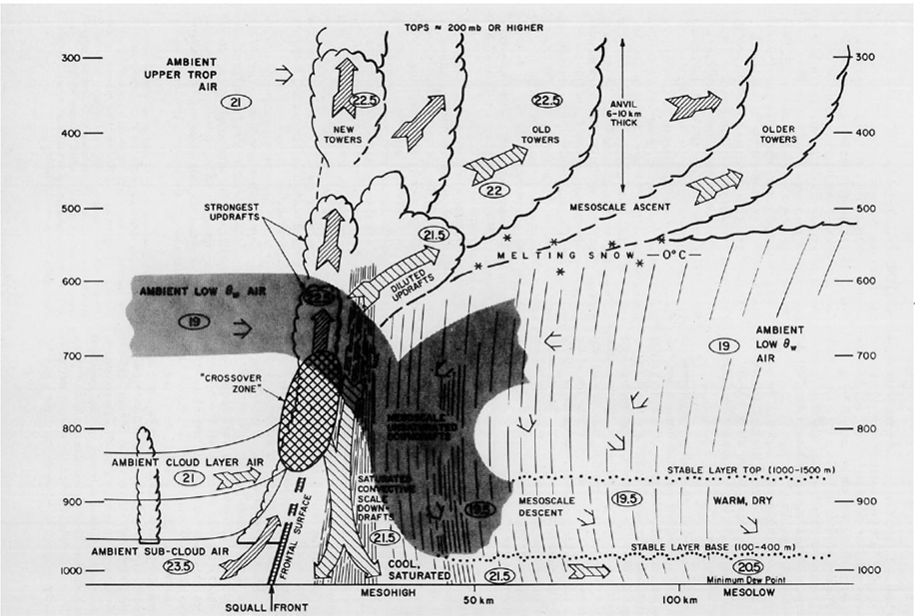 TOPS ≈ 200 mb OR HIGHER
300
300
AMBIENT
UPPER TROP
AIR
21
22.5
22.5
NEW
TOWERS
ANVIL
6-10 km
THICK
400
400
OLD
TOWERS
OLDER
TOWERS
22
STRONGEST
UPDRAFTS
500
500
MESOSCALE ASCENT
21.5
MELTING SNOW — 0°C —
DILUTED
UPDRAFTS
600
600
AMBIENT LOW θw AIR
22.5
19
19
AMBIENT
LOW θw
AIR
700
700
"CROSSOVER
ZONE"
MESOSCALE
UNSATURATED
DOWNDRAFTS
800
800
AMBIENT CLOUD LAYER AIR
21
STABLE LAYER TOP (1000-1500 m)
SATURATED
CONVECTIVE
SCALE
DOWN-
DRAFTS
900
900
FRONTAL SURFACE
19.5
MESOSCALE
DESCENT
19.5
WARM, DRY
21.5
AMBIENT SUB-CLOUD AIR
23.5
STABLE LAYER BASE (100-400 m)
COOL,
SATURATED
21.5
20.5
Minimum Dew Point
1000
1000
MESOHIGH
MESOLOW
50 km
100 km
SQUALL FRONT